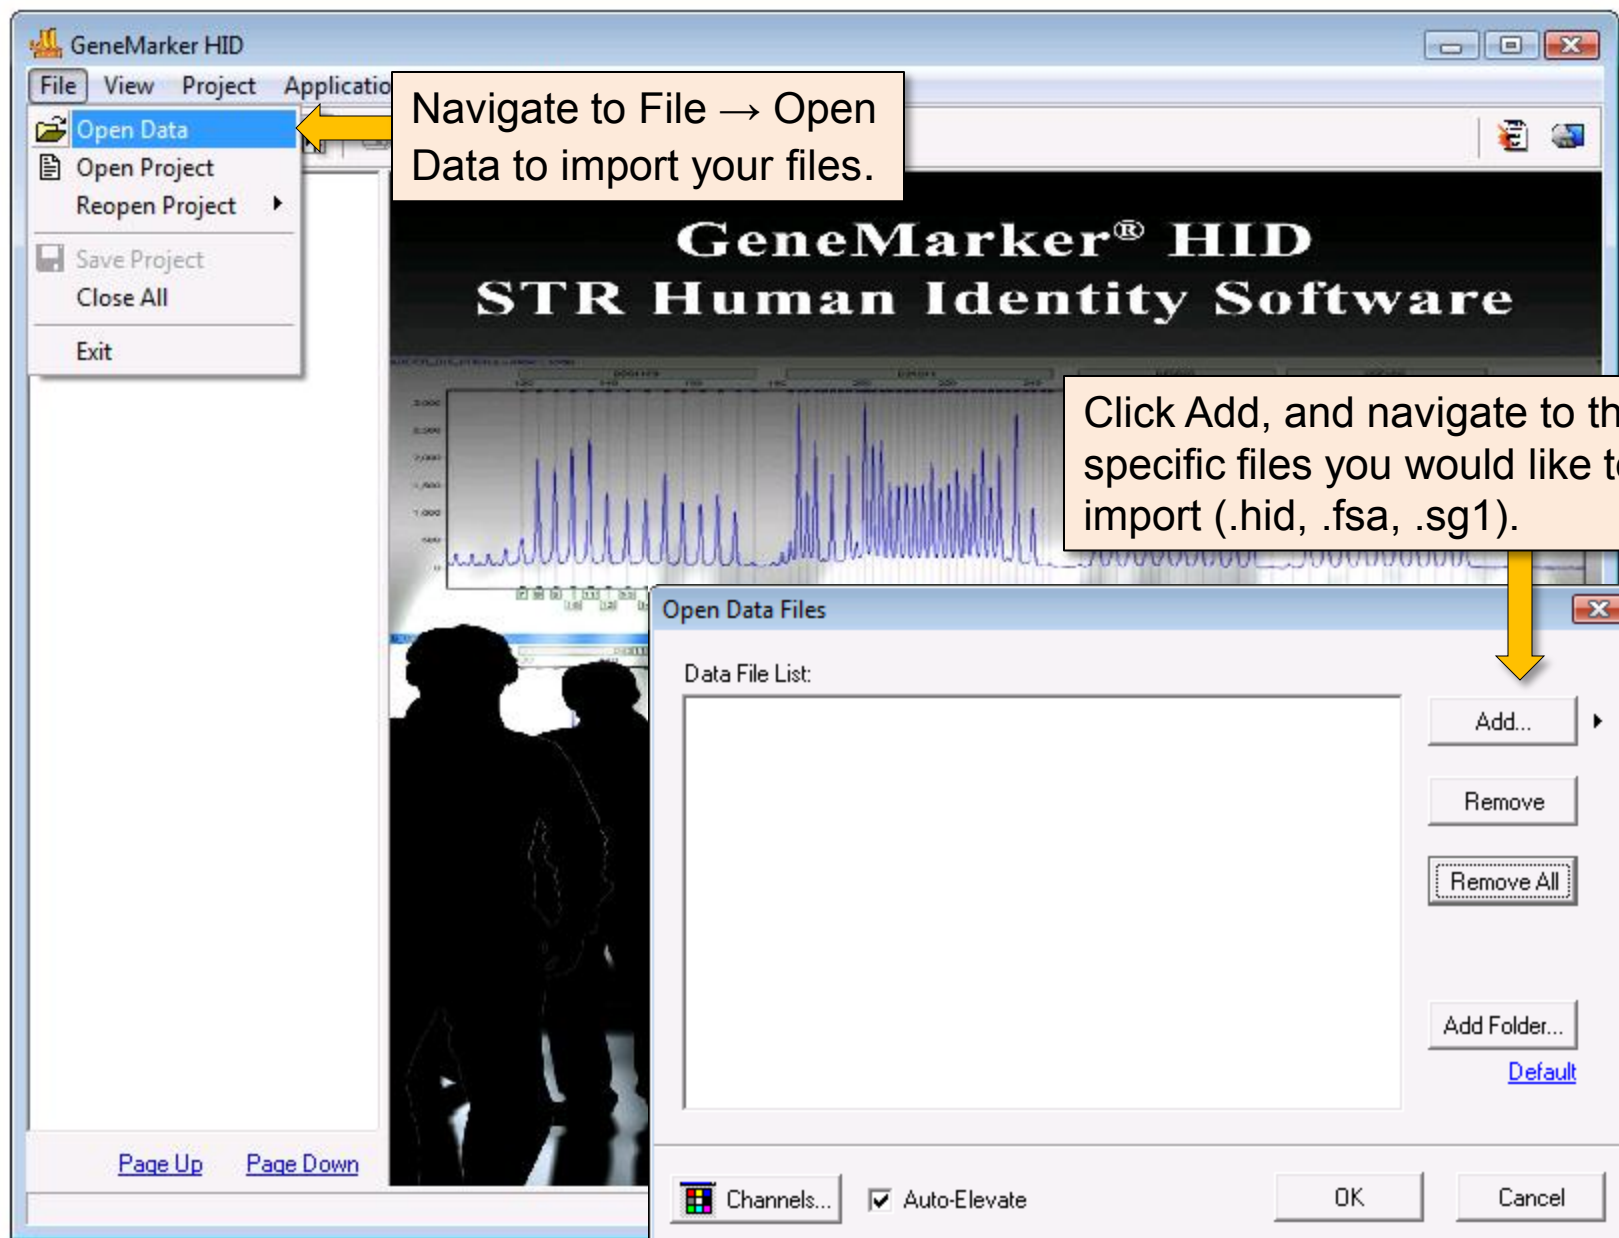 GeneMarker HID
File View Project Applicatio
Open Data
Open Project
Reopen Project
Save Project
Close All
Exit
Navigate to File → Open
Data to import your files.
GeneMarker® HID
STR Human Identity Software
Click Add, and navigate to th
specific files you would like t
import (.hid, .fsa, .sg1).
Open Data Files
Data File List:
Add...
Remove
Remove All
Add Folder...
Default
Page Up Page Down
Channels... Auto-Elevate OK Cancel